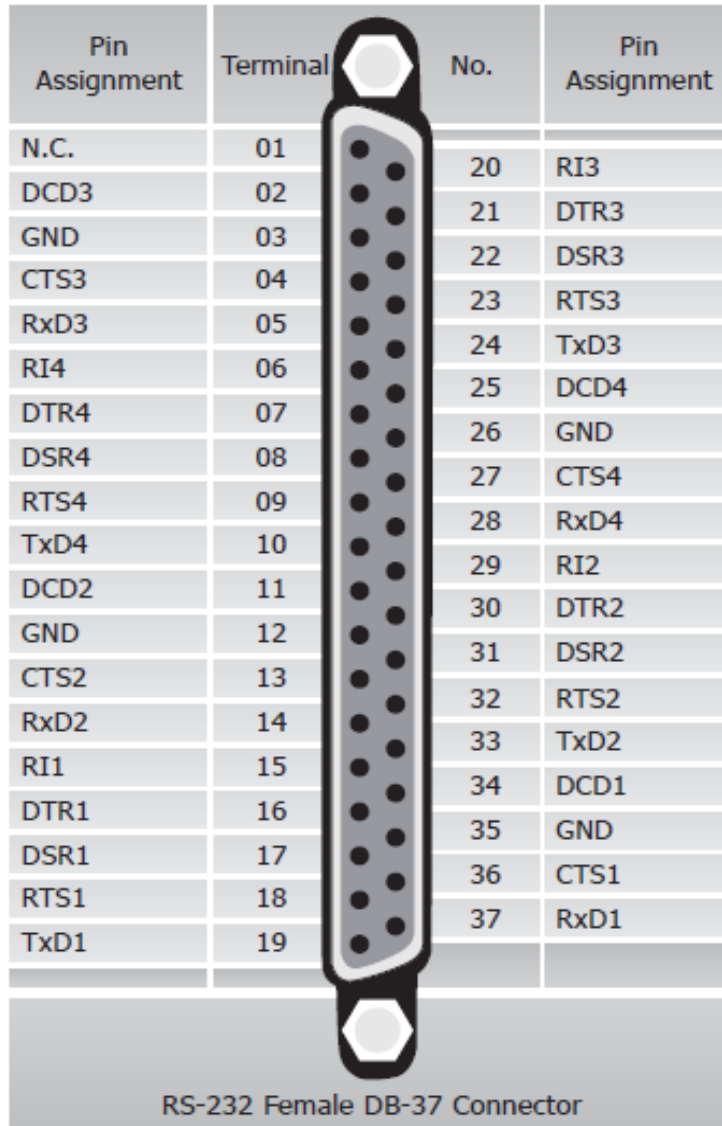 Pin Assignment Terminal No. Pin Assignment
N.C. 01
20 RI3
DCD3 02
21 DTR3
GND 03
22 DSR3
CTS3 04
23 RTS3
RxD3 05
24 TxD3
RI4 06
25 DCD4
DTR4 07
26 GND
DSR4 08
27 CTS4
RTS4 09
28 RxD4
TxD4 10
29 RI2
DCD2 11
30 DTR2
GND 12
31 DSR2
CTS2 13
32 RTS2
RxD2 14
33 TxD2
RI1 15
34 DCD1
DTR1 16
35 GND
DSR1 17
36 CTS1
RTS1 18
37 RxD1
TxD1 19
RS-232 Female DB-37 Connector